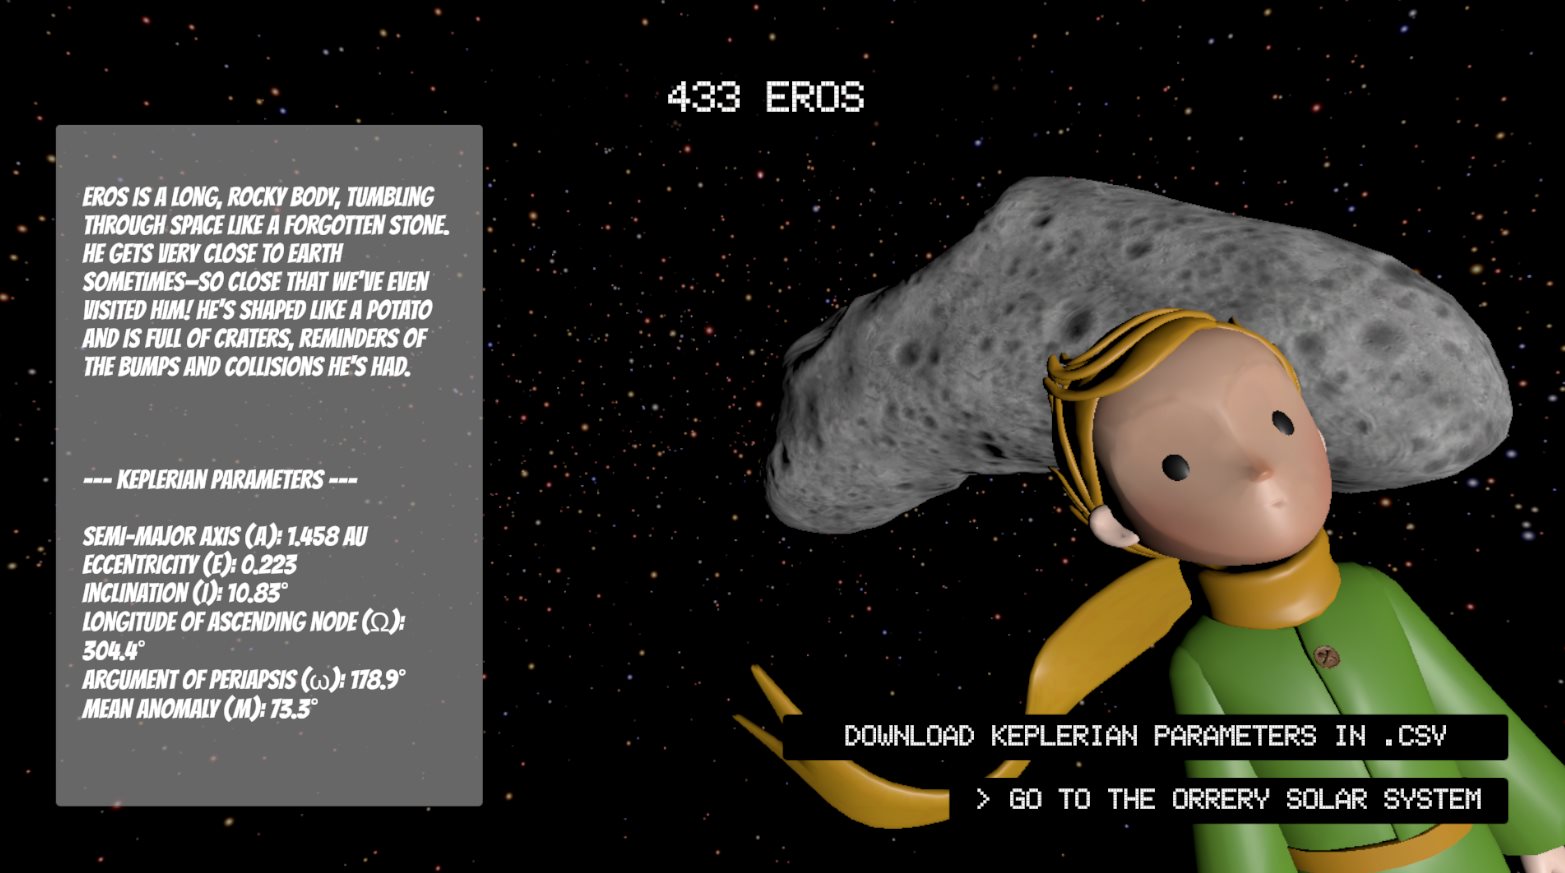 433 EROS
EROS IS A LONG, ROCKY BODY, TUMBLING
THROUGH SPACE LIKE A FORGOTTEN STONE.
HE GETS VERY CLOSE TO EARTH
SOMETIMES—SO CLOSE THAT WE'VE EVEN
VISITED HIM! HE'S SHAPED LIKE A POTATO
AND IS FULL OF CRATERS, REMINDERS OF
THE BUMPS AND COLLISIONS HE'S HAD.
--- KEPLERIAN PARAMETERS ---
SEMI-MAJOR AXIS (A): 1.458 AU
ECCENTRICITY (E): 0.223
INCLINATION (I): 10.83°
LONGITUDE OF ASCENDING NODE (Ω):
304.4°
ARGUMENT OF PERIAPSIS (ω): 178.9°
MEAN ANOMALY (M): 73.3°
DOWNLOAD KEPLERIAN PARAMETERS IN .CSV
> GO TO THE ORRERY SOLAR SYSTEM